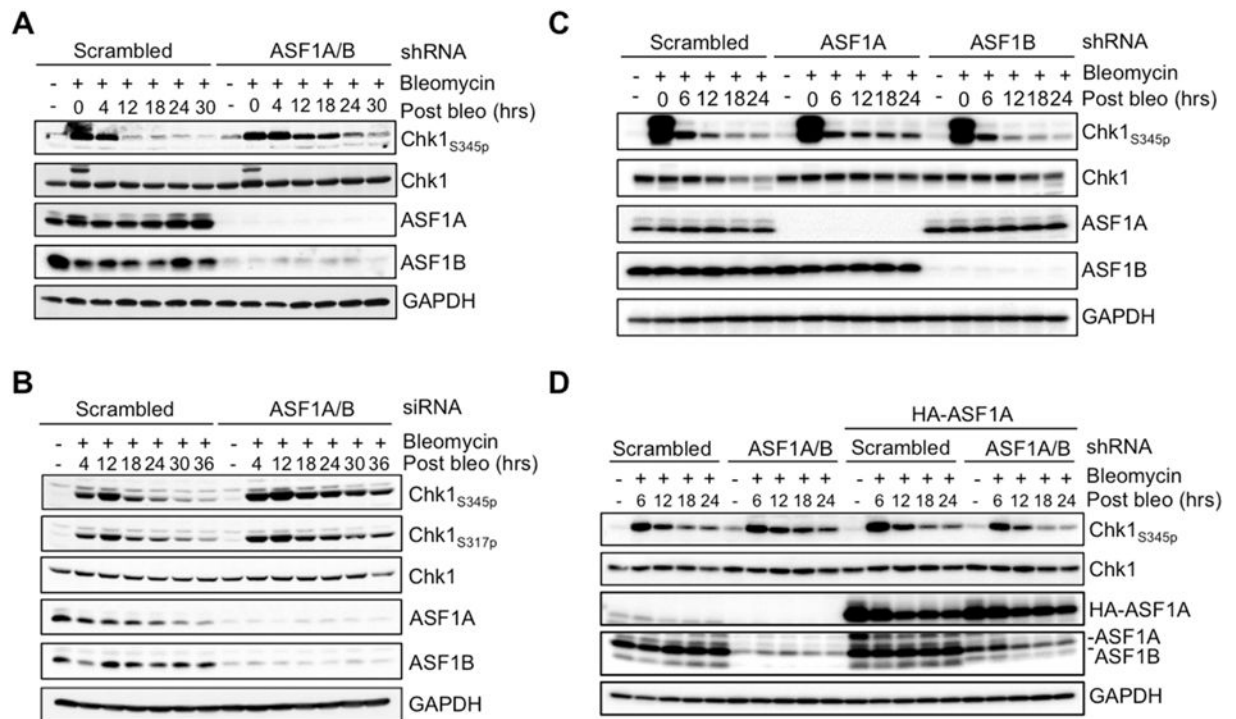 A
Scrambled ASF1A/B shRNA
- + + + + + + - + + + + + + Bleomycin
- 0 4 12 18 24 30 - 0 4 12 18 24 30 Post bleo (hrs)
Chk1S345p
Chk1
ASF1A
ASF1B
GAPDH
B
Scrambled ASF1A/B siRNA
- + + + + + + - + + + + + + Bleomycin
- 4 12 18 24 30 36 - 4 12 18 24 30 36 Post bleo (hrs)
Chk1S345p
Chk1S317p
Chk1
ASF1A
ASF1B
GAPDH
C
Scrambled ASF1A ASF1B shRNA
- + + + + + - + + + + + - + + + + + Bleomycin
- 0 6 12 18 24 - 0 6 12 18 24 - 0 6 12 18 24 Post bleo (hrs)
Chk1S345p
Chk1
ASF1A
ASF1B
GAPDH
D
HA-ASF1A
Scrambled ASF1A/B Scrambled ASF1A/B shRNA
- + + + + - + + + + - + + + + - + + + + Bleomycin
- 6 12 18 24 - 6 12 18 24 - 6 12 18 24 - 6 12 18 24 Post bleo (hrs)
Chk1S345p
Chk1
HA-ASF1A
-ASF1A
-ASF1B
GAPDH